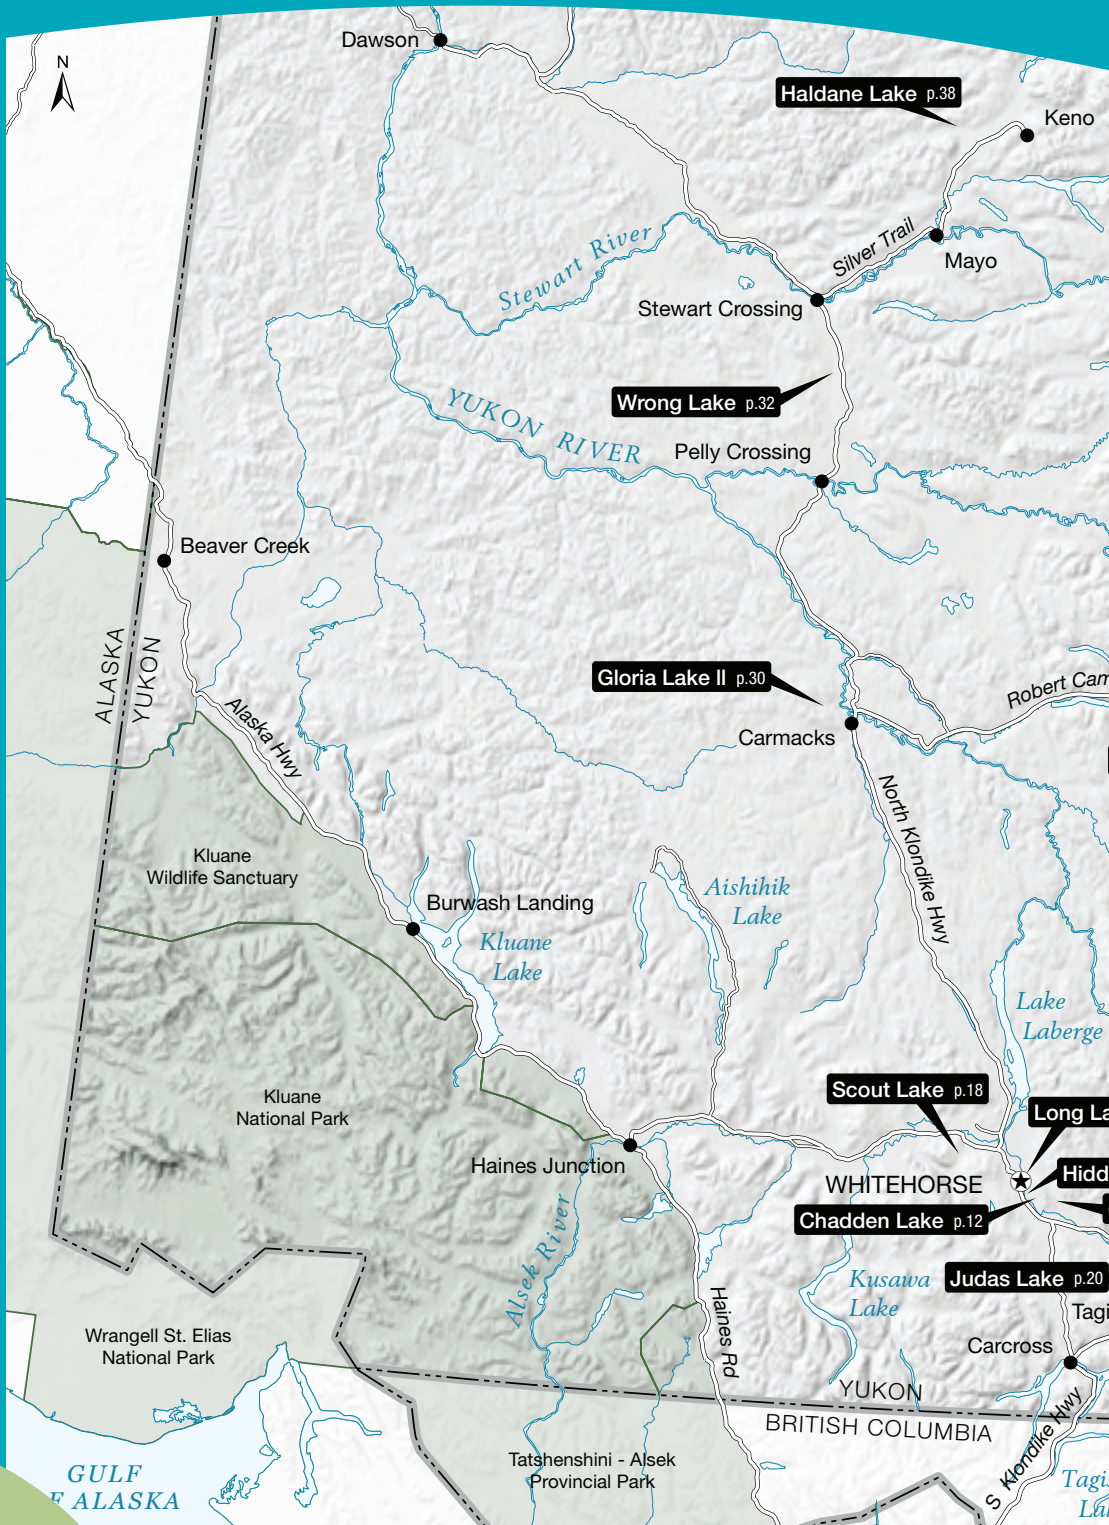 Dawson
N
Haldane Lake p.38
Keno
Silver Trail
Mayo
Stewart River
Stewart Crossing
Wrong Lake p.32
YUKON RIVER
Pelly Crossing
Beaver Creek
ALASKA
YUKON
Gloria Lake II p.30
Robert Cam
Carmacks
Alaska Hwy
North Klondike Hwy
Kluane
Wildlife Sanctuary
Aishihik
Lake
Burwash Landing
Kluane
Lake
Lake
Laberge
Kluane
National Park
Scout Lake p.18
Long La
Haines Junction
WHITEHORSE
Hidd
Chadden Lake p.12
Alsek River
Kusawa
Lake
Judas Lake p.20
Tagi
Haines Rd
Wrangell St. Elias
National Park
Carcross
YUKON
BRITISH COLUMBIA
S Klondike Hwy
Tatshenshini - Alsek
Provincial Park
GULF
F ALASKA
Tagis
Lak